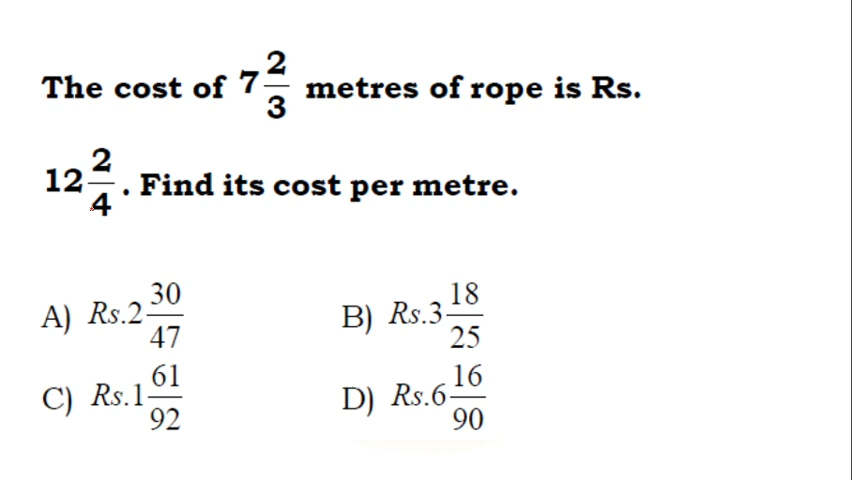 The cost of 7 2/3 metres of rope is Rs.
12 2/4 . Find its cost per metre.
A) Rs.2 30/47 B) Rs.3 18/25
C) Rs.1 61/92 D) Rs.6 16/90